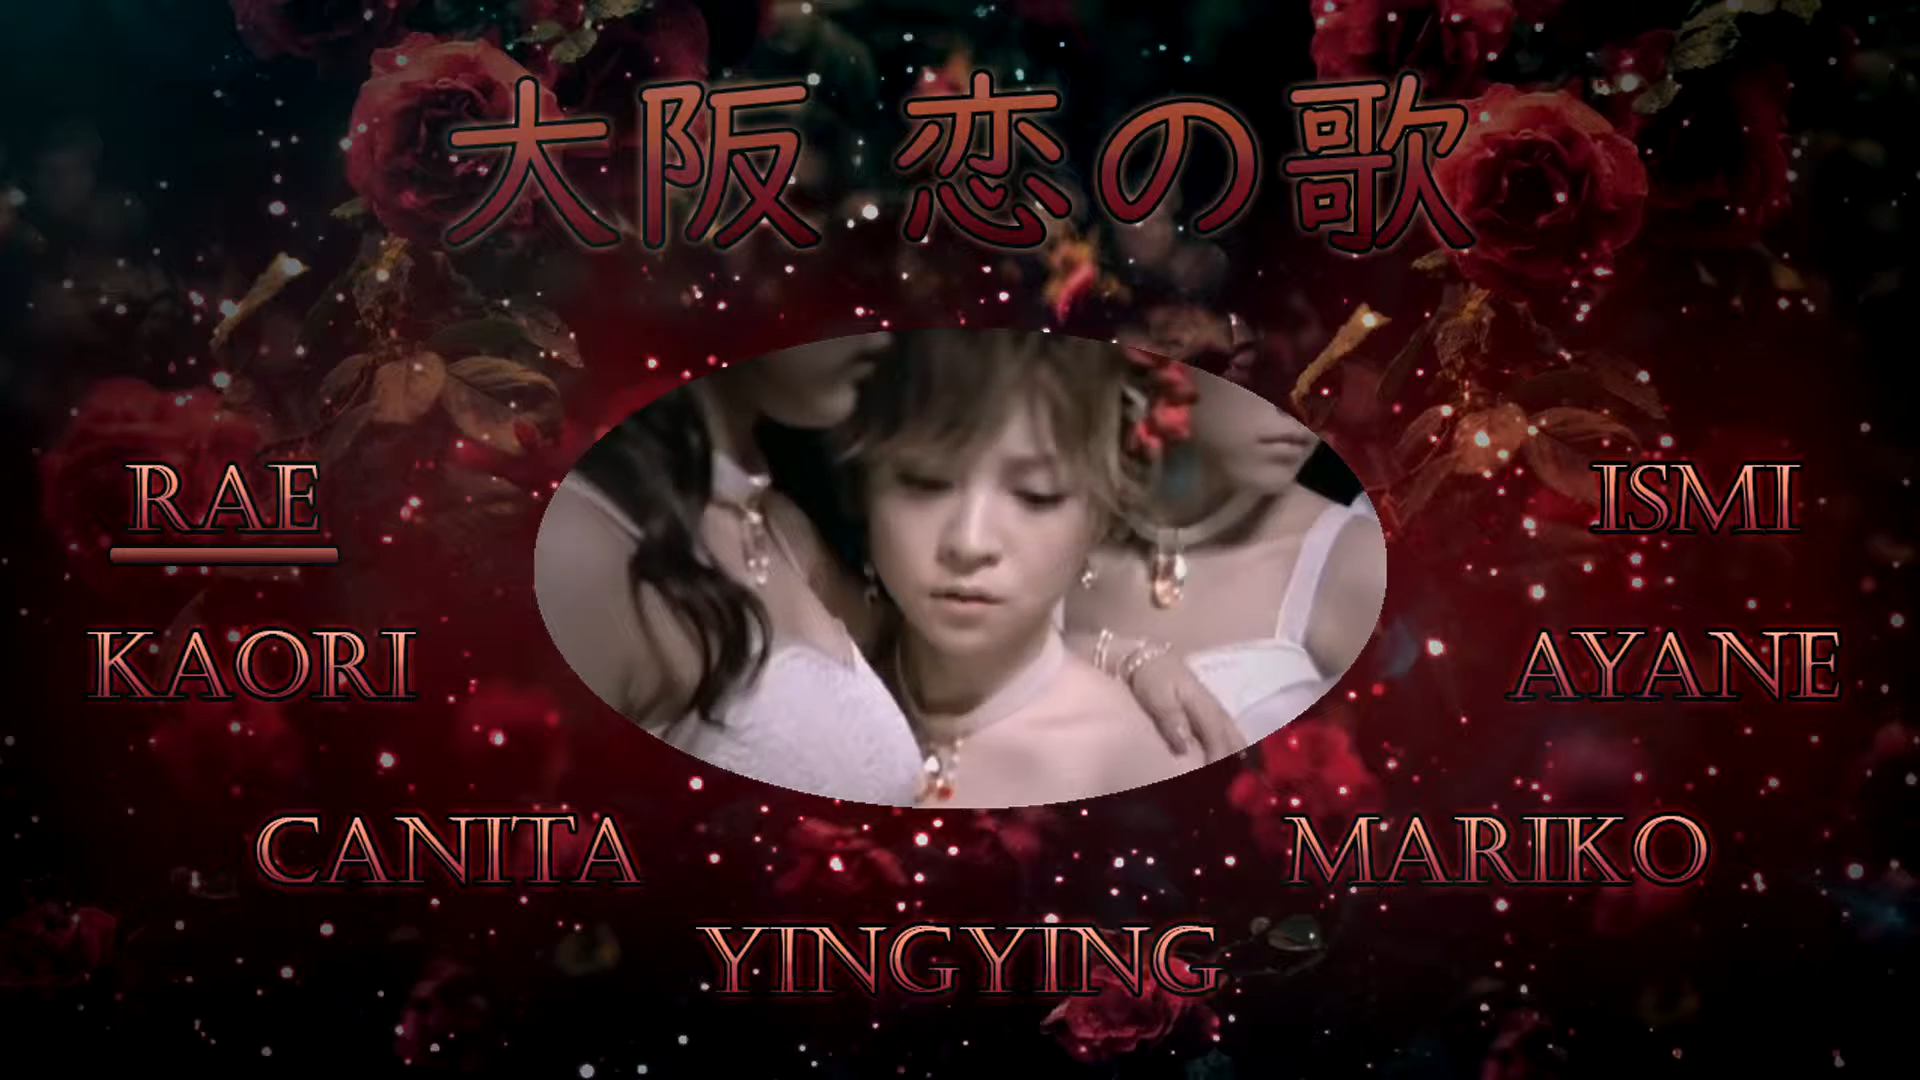 大阪 恋の歌
RAE
ISMI
KAORI
AYANE
CANITA
MARIKO
YINGYING